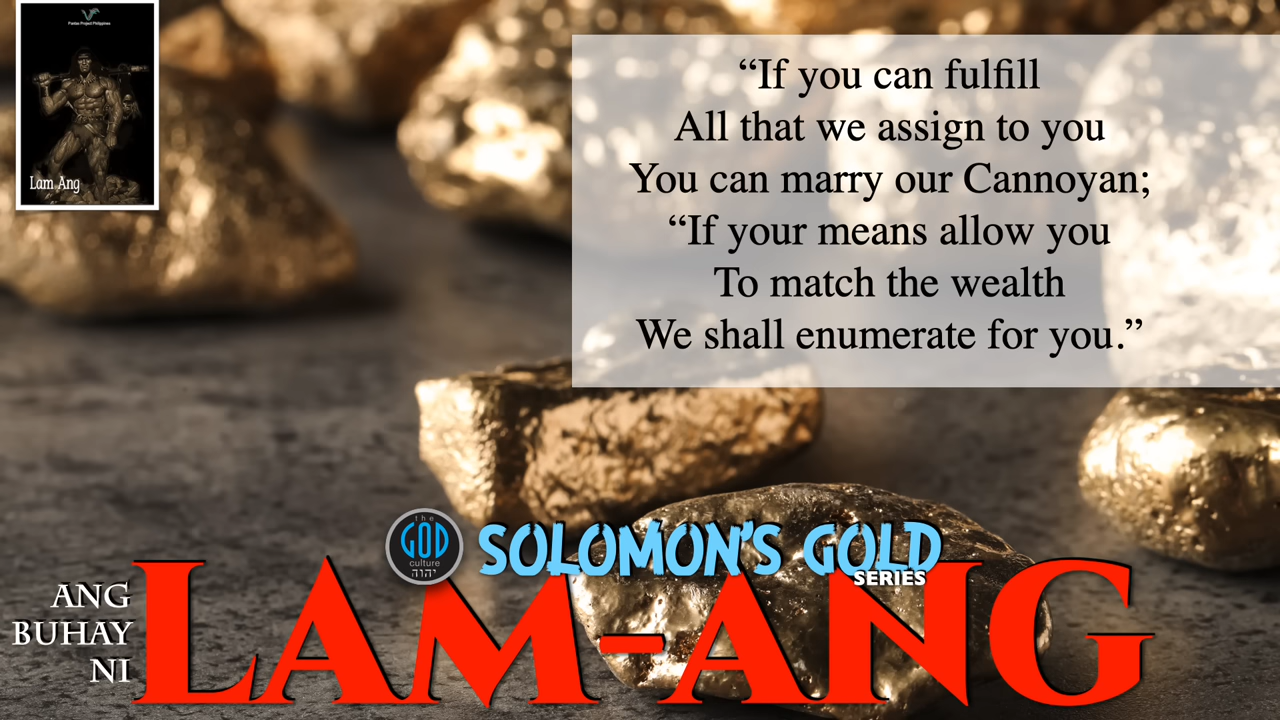 Pantas Project Philippines
Lam Ang
“If you can fulfill
All that we assign to you
You can marry our Cannoyan;
“If your means allow you
To match the wealth
We shall enumerate for you.”
the
GOD
culture
יהוה
SOLOMON'S GOLD
SERIES
ANG
BUHAY
NI
LAM-ANG